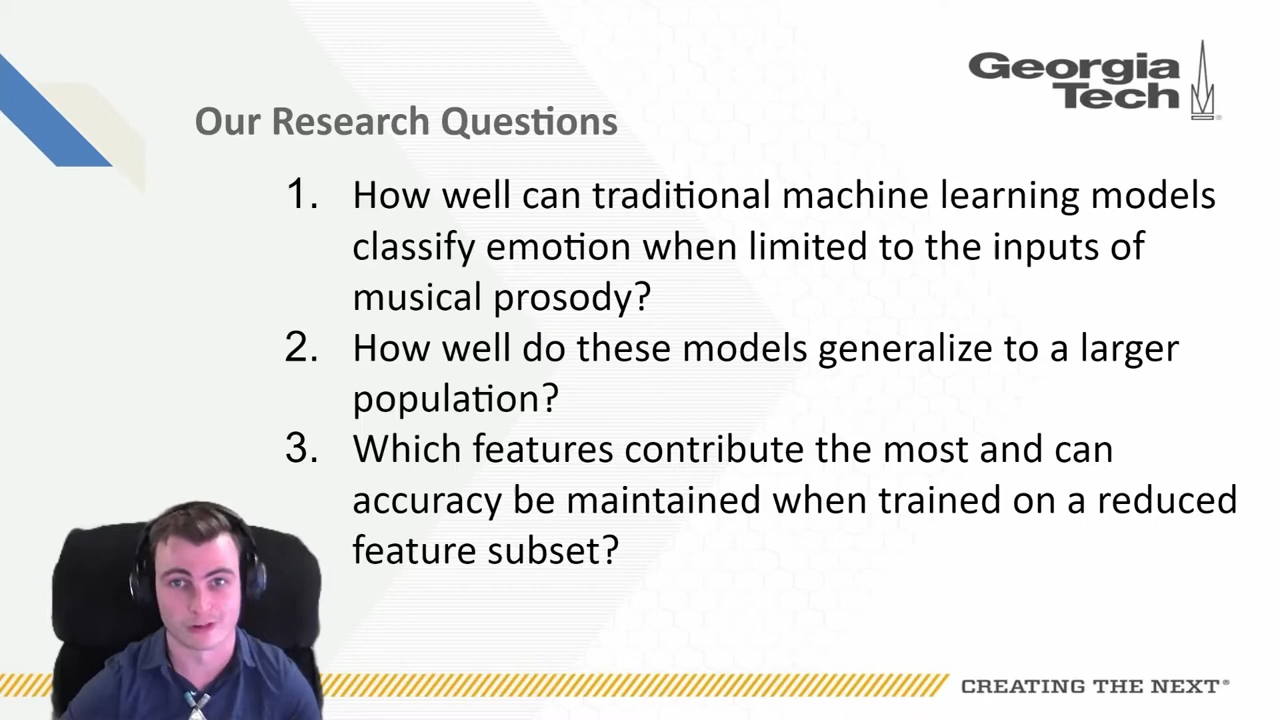 Georgia
Tech
Our Research Questions
1. How well can traditional machine learning models
classify emotion when limited to the inputs of
musical prosody?
2. How well do these models generalize to a larger
population?
3. Which features contribute the most and can
accuracy be maintained when trained on a reduced
feature subset?
CREATING THE NEXT®